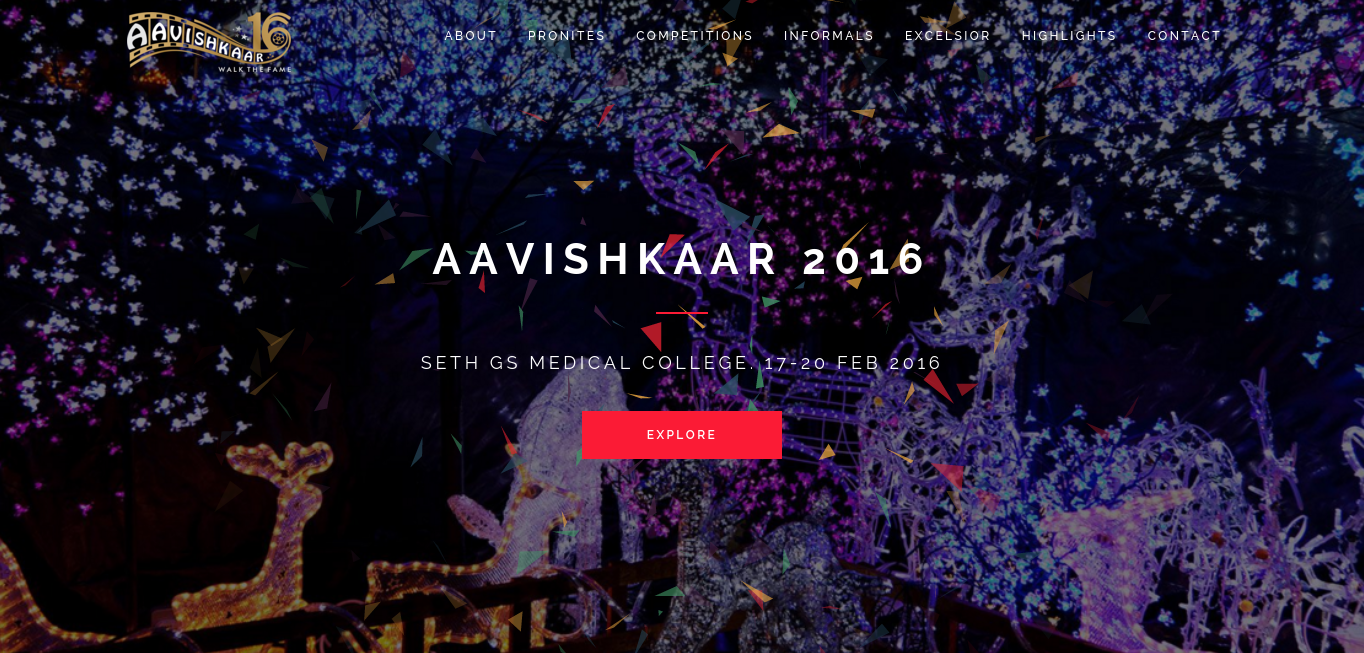 AAVISHKAAR 16
WALK THE FAME
ABOUT PRONITES COMPETITIONS INFORMALS EXCELSIOR HIGHLIGHTS CONTACT
AAVISHKAAR 2016
SETH GS MEDICAL COLLEGE. 17-20 FEB 2016
EXPLORE